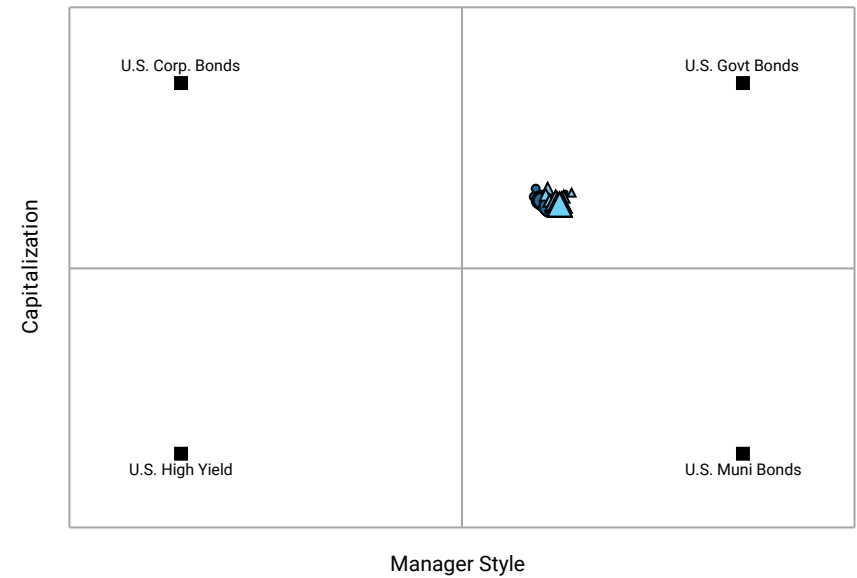 U.S. Corp. Bonds
U.S. Govt Bonds
Capitalization
U.S. High Yield
U.S. Muni Bonds
Manager Style